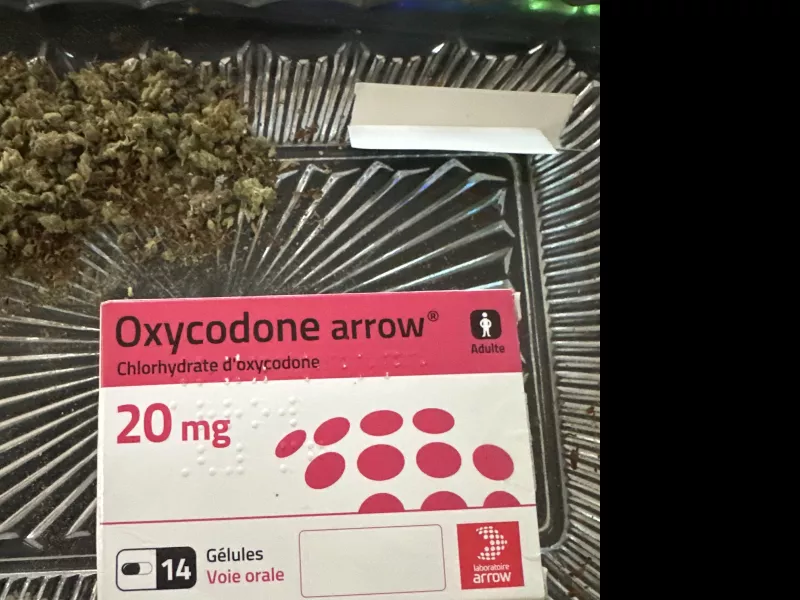 Oxycodone arrow®
Adulte
Chlorhydrate d'oxycodone
20 mg
14
Gélules
Voie orale
laboratoire
arrow